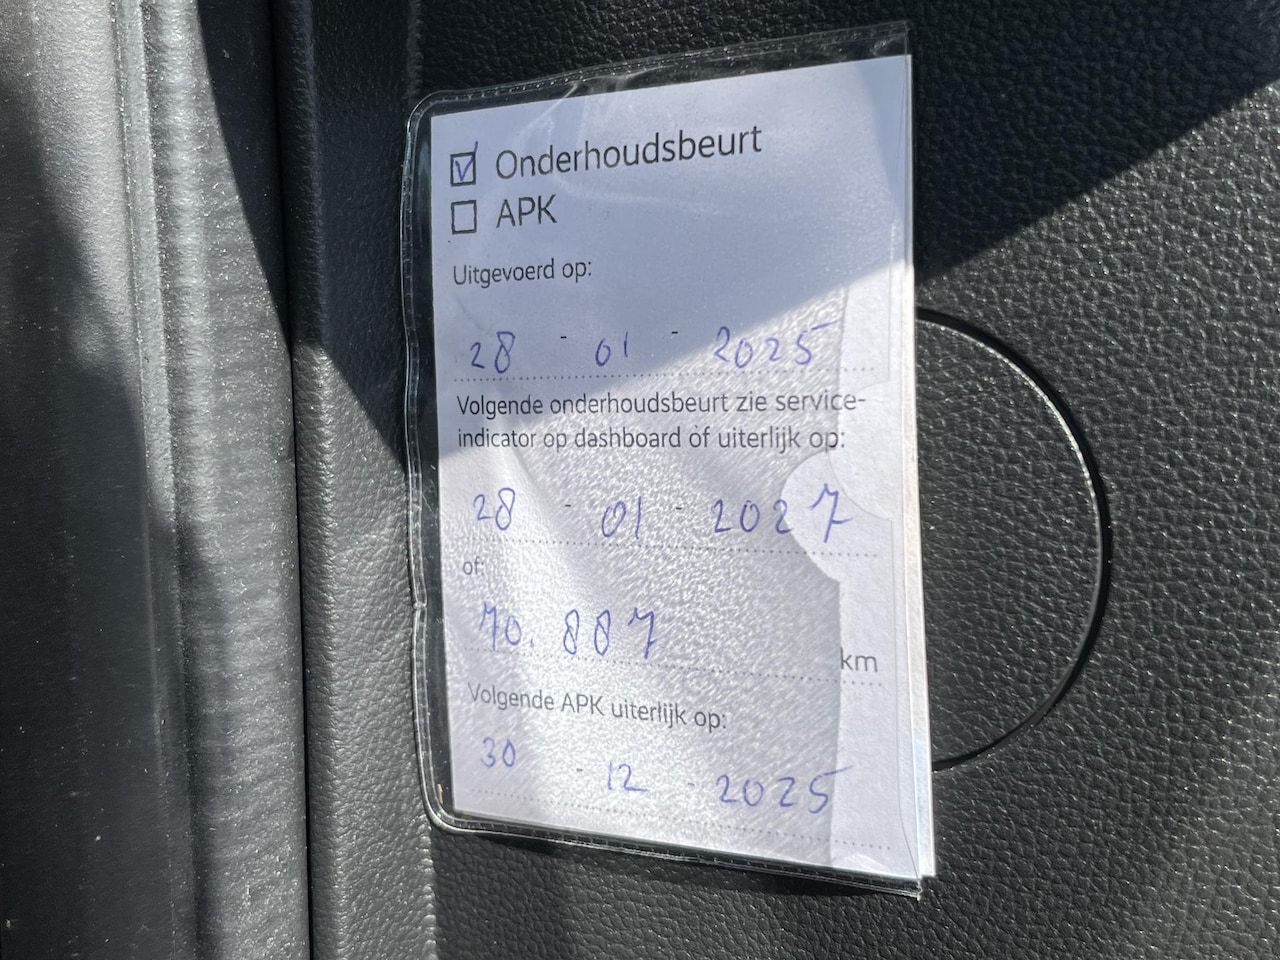 Onderhoudsbeurt
APK
Uitgevoerd op:
28 - 01 - 2025
Volgende onderhoudsbeurt zie service-
indicator op dashboard of uiterlijk op:
28 - 01 - 2027
of:
70.887
km
Volgende APK uiterlijk op:
30 - 12 - 2025